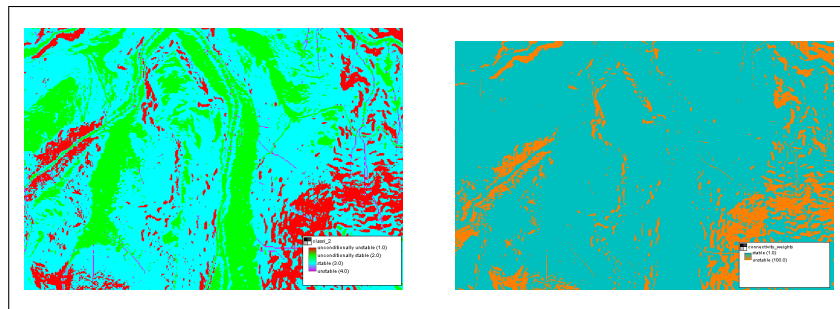 classi_2
unconditionally unstable (1.0)
unconditionally stable (2.0)
stable (3.0)
unstable (4.0)
connectivity_weights
stable (1.0)
unstable (100.0)